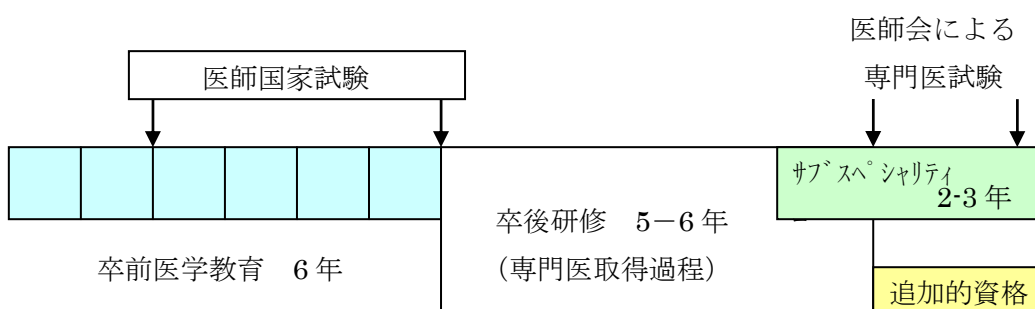 医師会による
専門医試験
医師国家試験
サブスペシャリティ
2-3 年
卒後研修　5－6 年
（専門医取得過程）
卒前医学教育　6 年
追加的資格